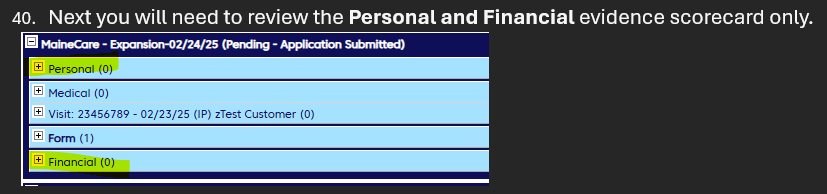 40. Next you will need to review the Personal and Financial evidence scorecard only.
MaineCare - Expansion-02/24/25 (Pending - Application Submitted)
Personal (0)
Medical (0)
Visit: 23456789 - 02/23/25 (IP) zTest Customer (0)
Form (1)
Financial (0)